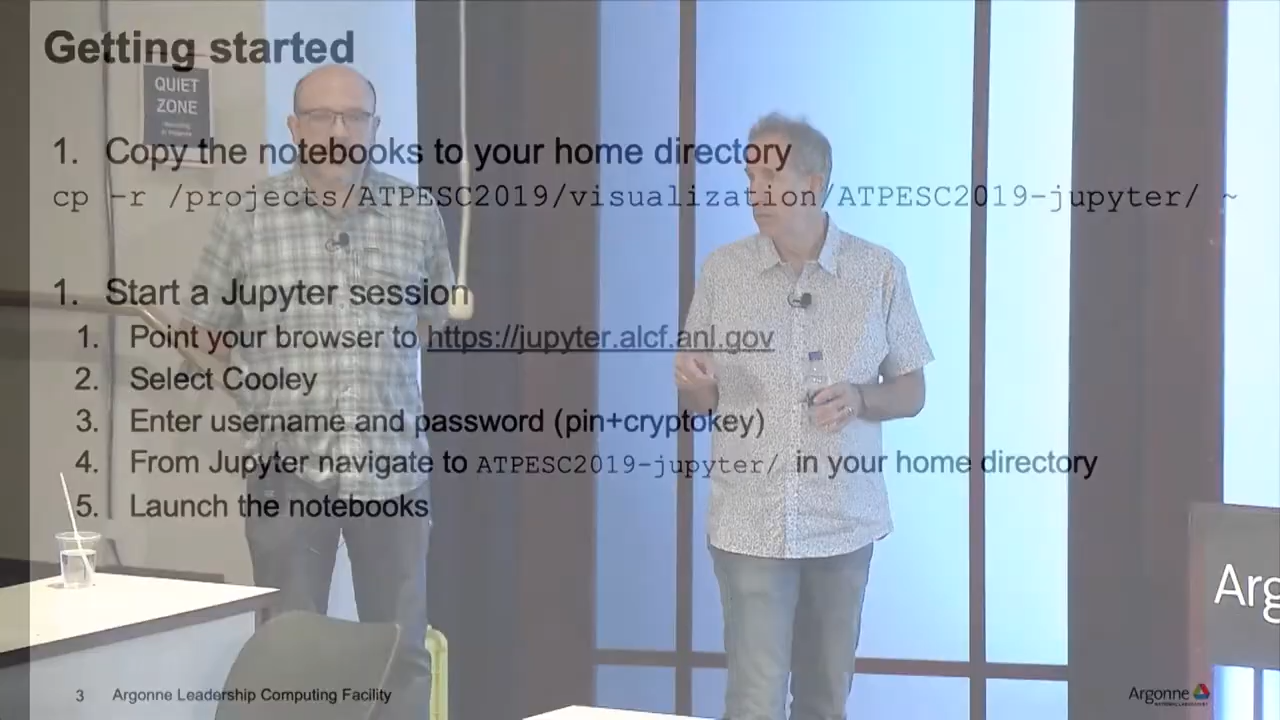 Getting started
QUIET
ZONE
1. Copy the notebooks to your home directory
cp -r /projects/ATPESC2019/visualization/ATPESC2019-jupyter/ ~
1. Start a Jupyter session
1. Point your browser to https://jupyter.alcf.anl.gov
2. Select Cooley
3. Enter username and password (pin+cryptokey)
4. From Jupyter navigate to ATPESC2019-jupyter/ in your home directory
5. Launch the notebooks
Arg
3 Argonne Leadership Computing Facility
Argonne
NATIONAL LABORATORY